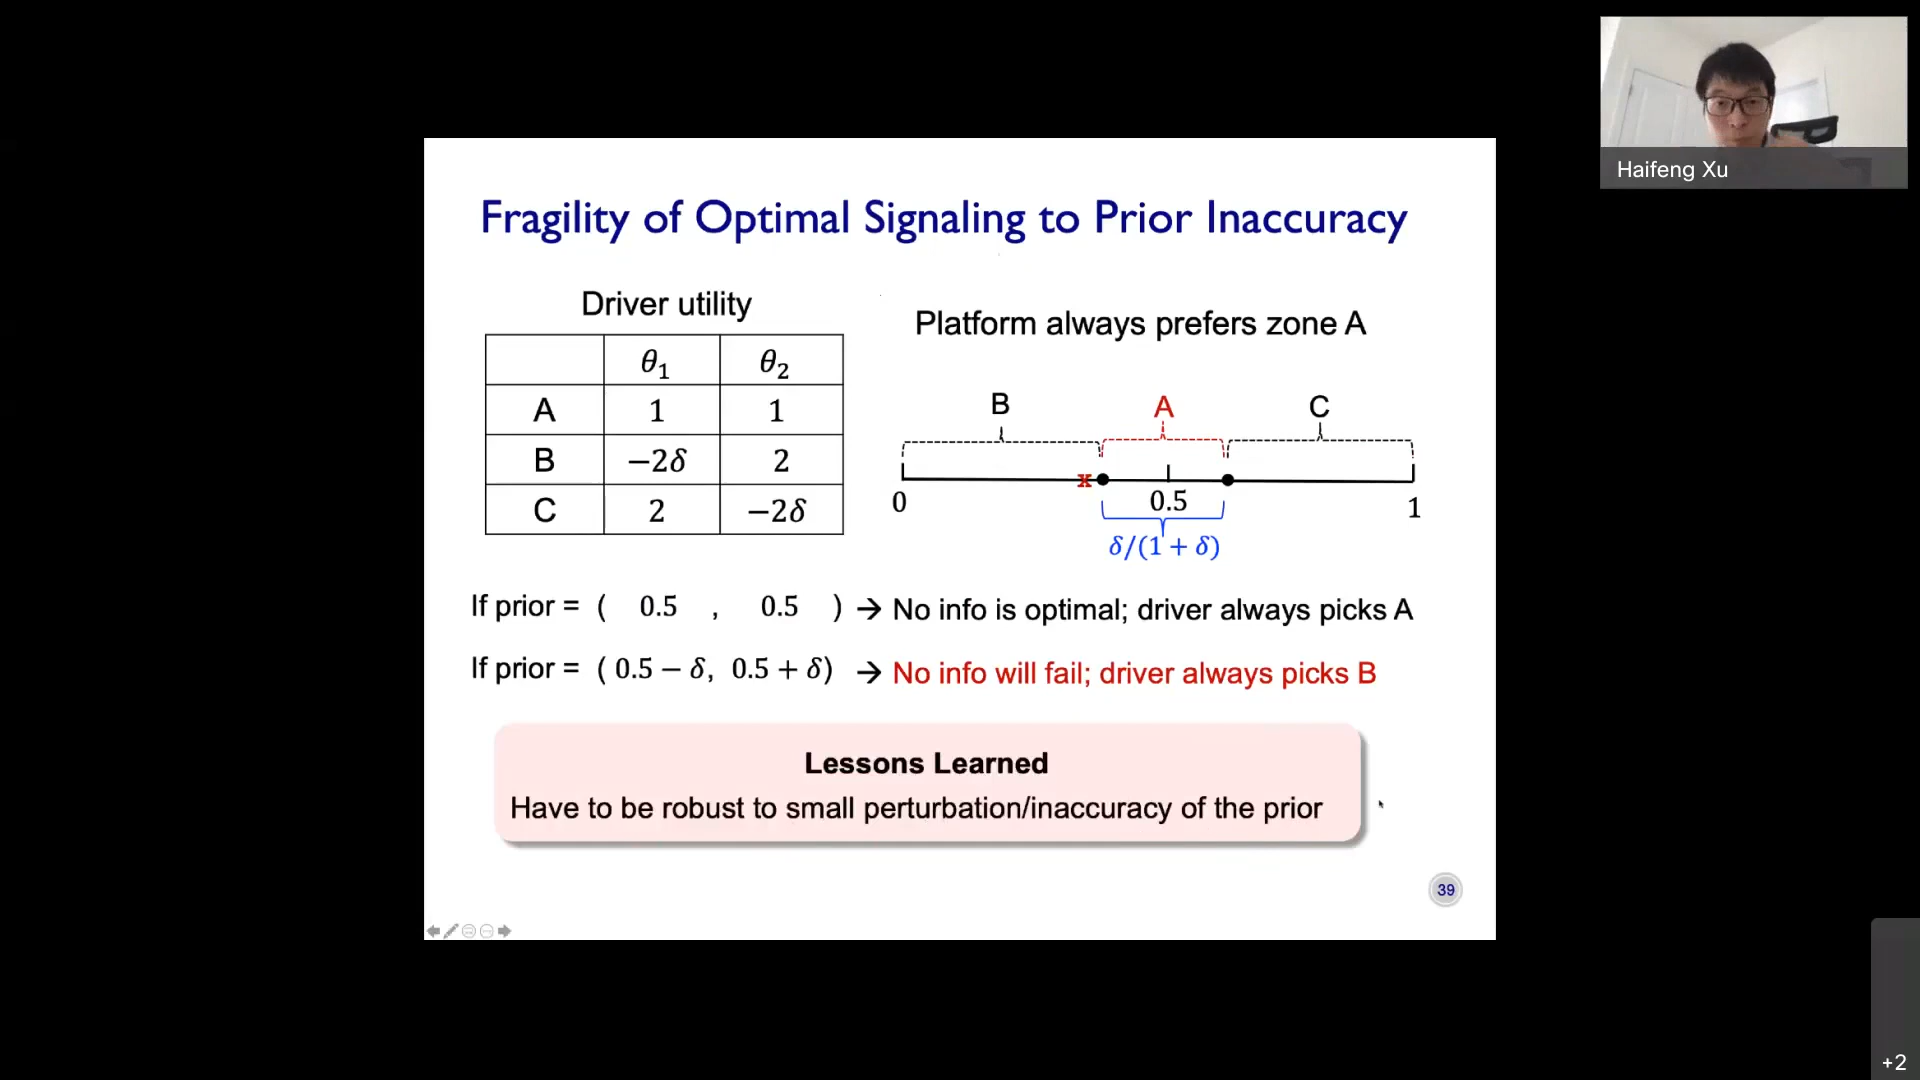 Haifeng Xu
Fragility of Optimal Signaling to Prior Inaccuracy
Driver utility
θ₁ θ₂
A 1 1
B −2δ 2
C 2 −2δ
Platform always prefers zone A
B A C
x
0 0.5 1
δ/(1 + δ)
If prior = ( 0.5 , 0.5 ) → No info is optimal; driver always picks A
If prior = ( 0.5 − δ, 0.5 + δ) → No info will fail; driver always picks B
Lessons Learned
Have to be robust to small perturbation/inaccuracy of the prior
39
+2